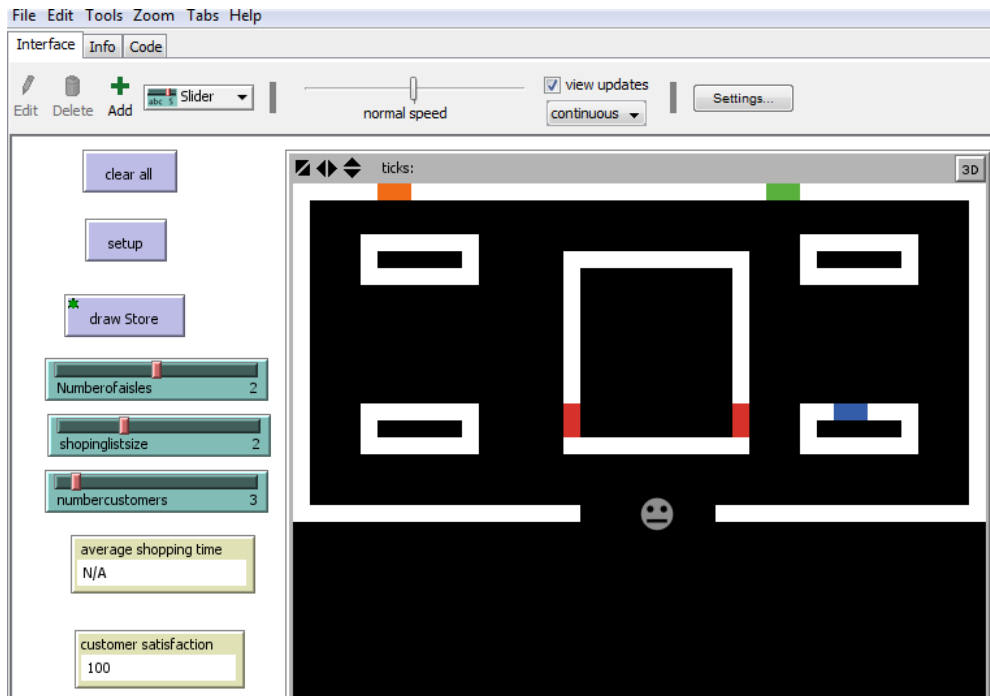 File Edit Tools Zoom Tabs Help
Interface Info Code
Edit Delete Add abc 5 Slider normal speed view updates continuous Settings...
clear all
ticks:
3D
setup
draw Store
Numberofaisles 2
shopinglistsize 2
numbercustomers 3
average shopping time
N/A
customer satisfaction
100